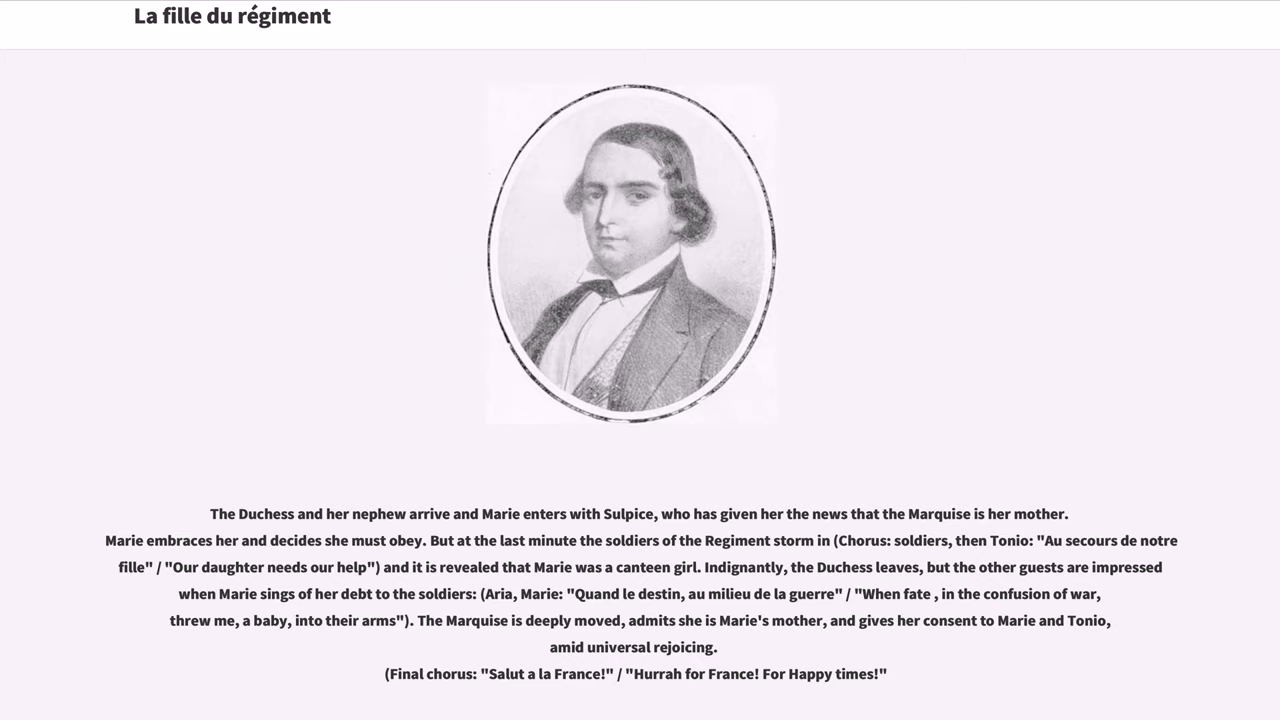 La fille du régiment
The Duchess and her nephew arrive and Marie enters with Sulpice, who has given her the news that the Marquise is her mother.
Marie embraces her and decides she must obey. But at the last minute the soldiers of the Regiment storm in (Chorus: soldiers, then Tonio: "Au secours de notre
fille" / "Our daughter needs our help") and it is revealed that Marie was a canteen girl. Indignantly, the Duchess leaves, but the other guests are impressed
when Marie sings of her debt to the soldiers: (Aria, Marie: "Quand le destin, au milieu de la guerre" / "When fate , in the confusion of war,
threw me, a baby, into their arms"). The Marquise is deeply moved, admits she is Marie's mother, and gives her consent to Marie and Tonio,
amid universal rejoicing.
(Final chorus: "Salut a la France!" / "Hurrah for France! For Happy times!"